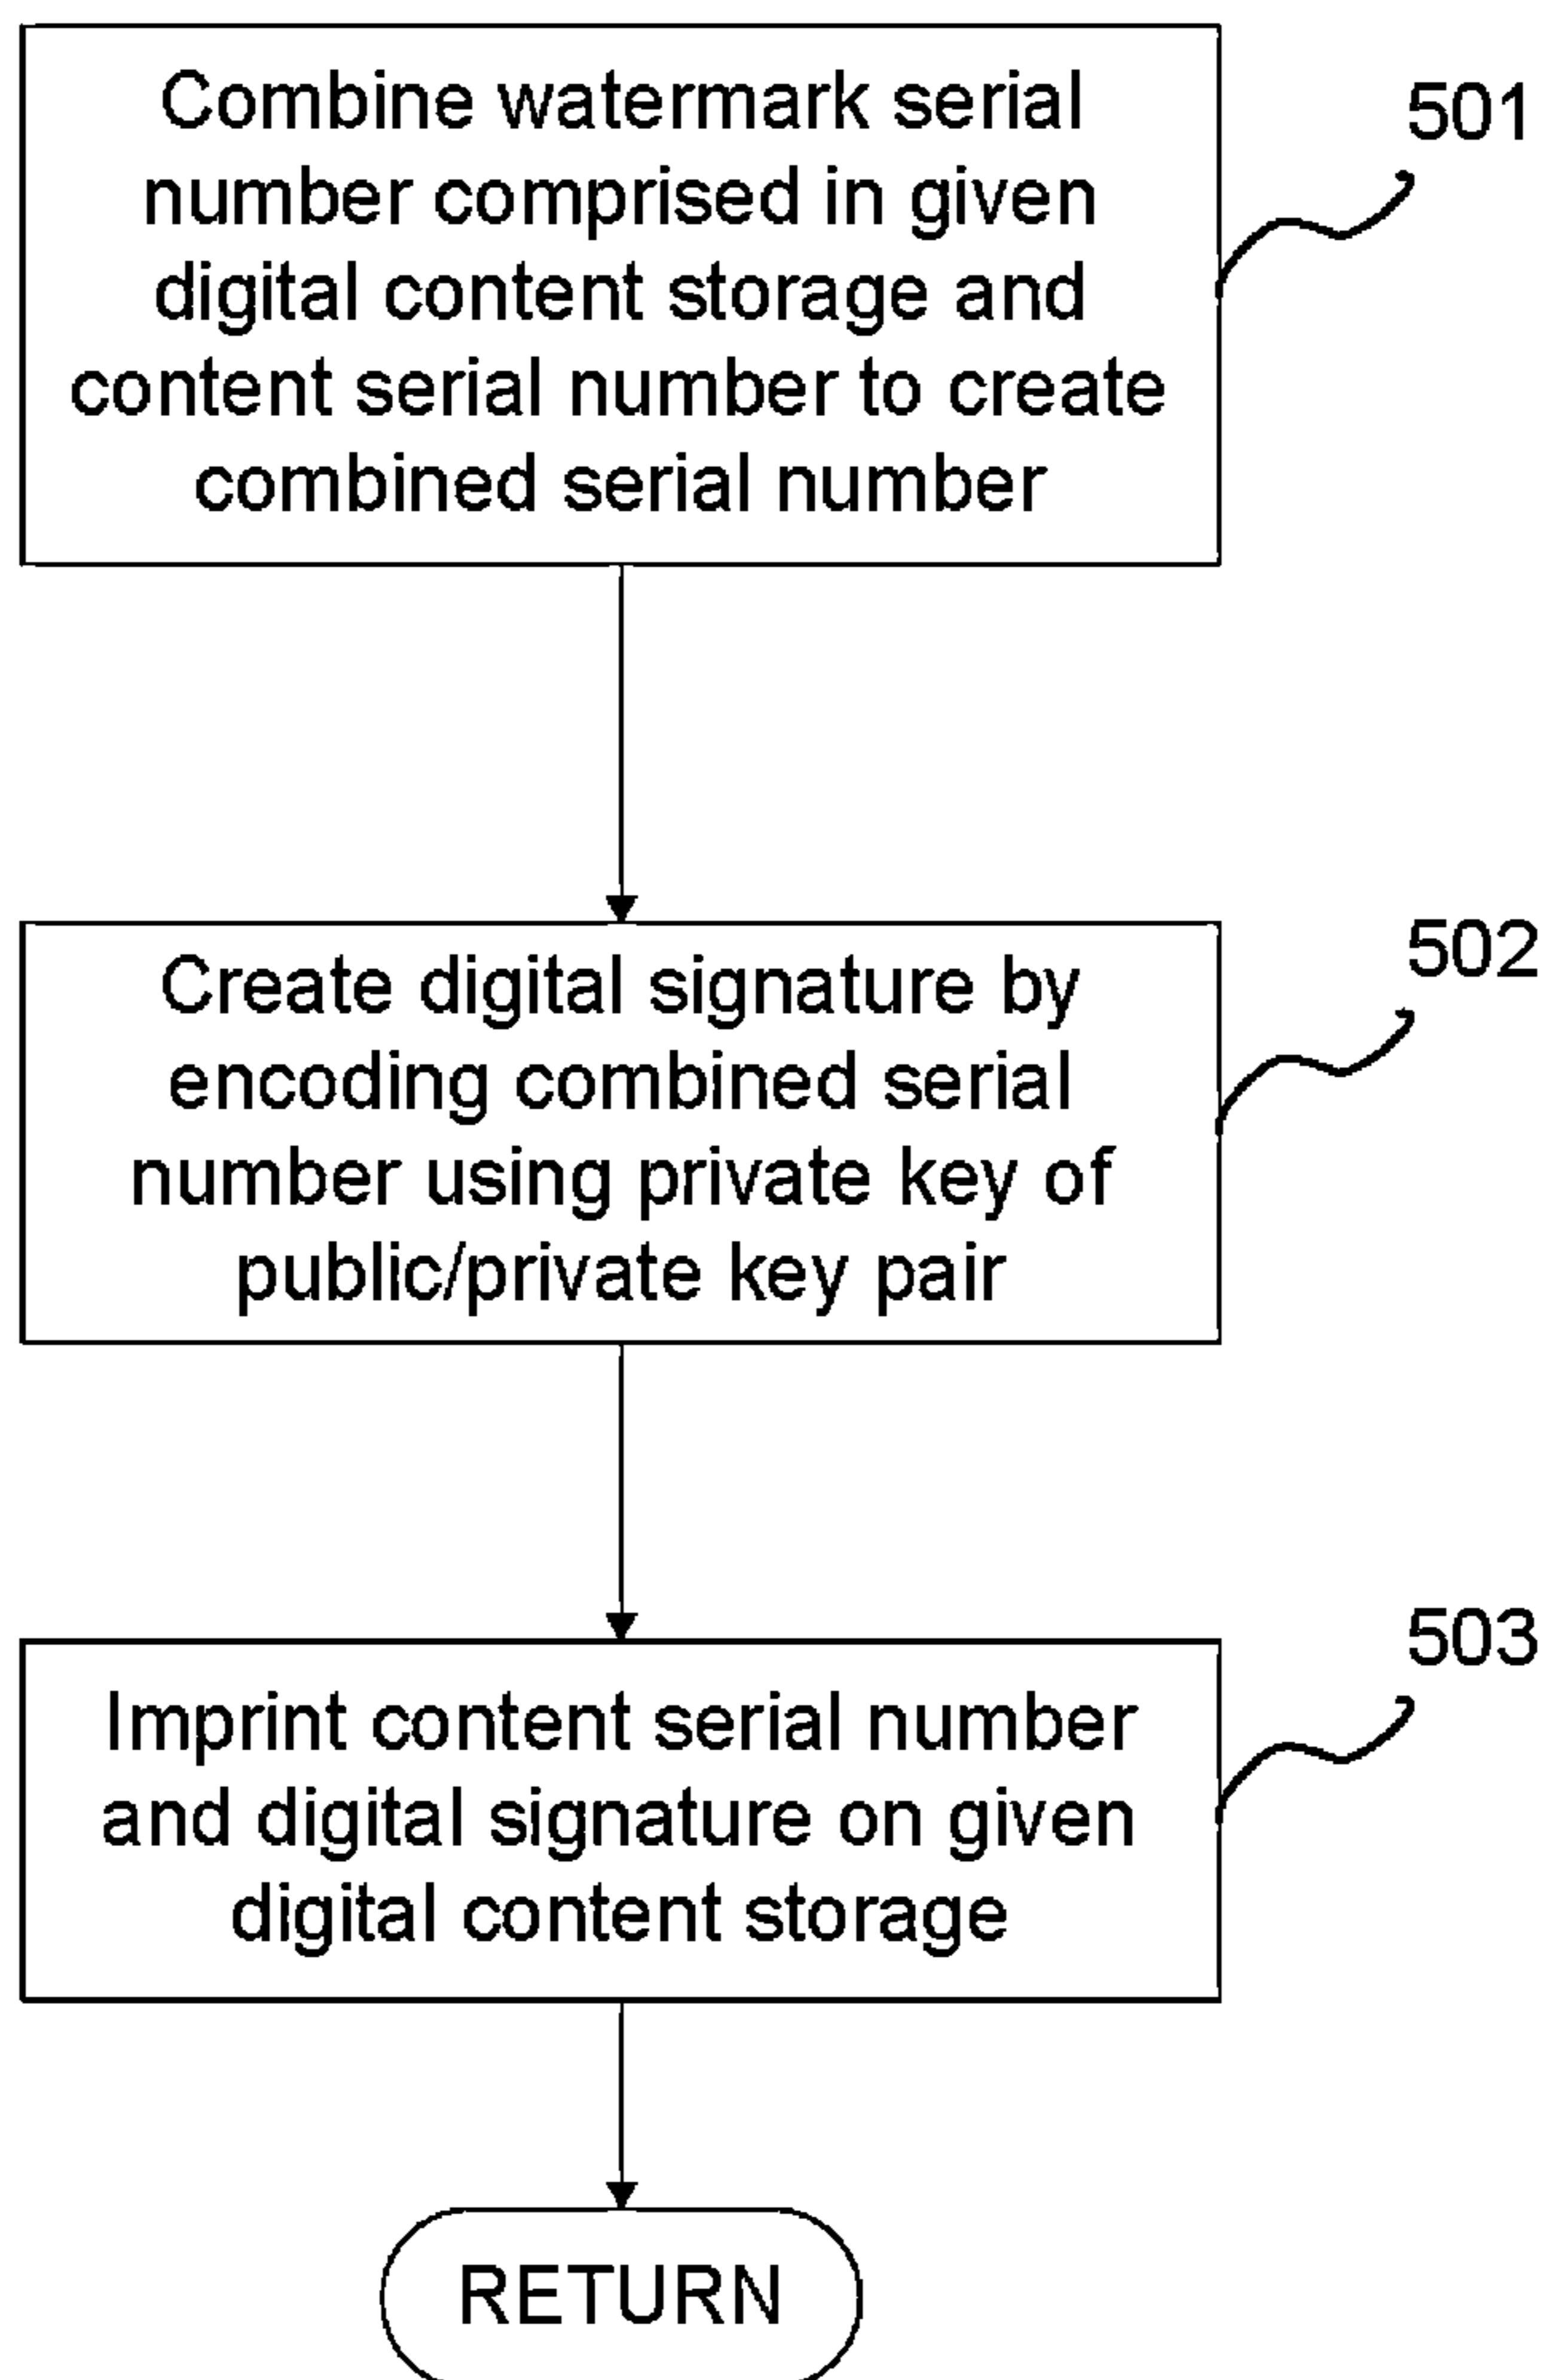 Combine watermark serial
number comprised in given
digital content storage and
content serial number to create
combined serial number
501
Create digital signature by
encoding combined serial
number using private key of
public/private key pair
502
Imprint content serial number
and digital signature on given
digital content storage
503
RETURN